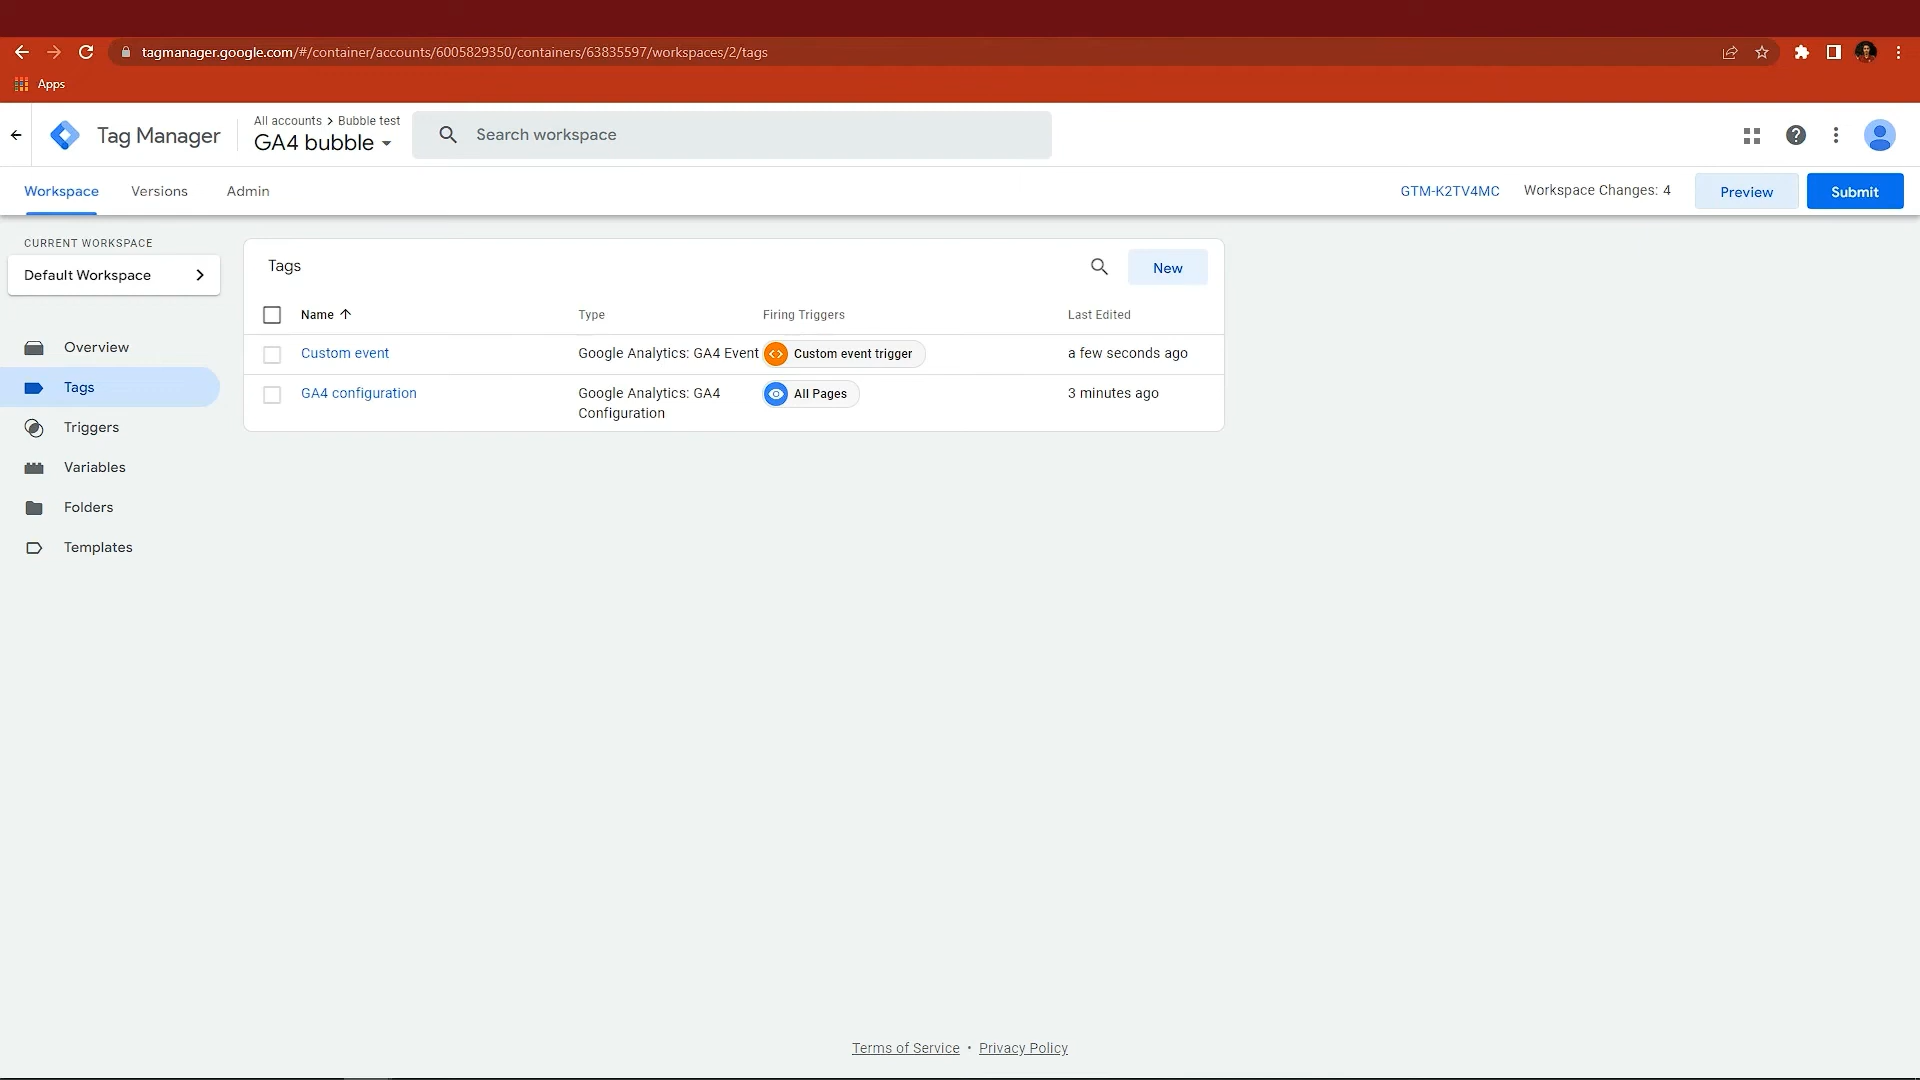 tagmanager.google.com/#/container/accounts/6005829350/containers/63835597/workspaces/2/tags
Apps
Tag Manager
All accounts > Bubble test
GA4 bubble
Search workspace
Workspace
Versions
Admin
GTM-K2TV4MC
Workspace Changes: 4
Preview
Submit
CURRENT WORKSPACE
Default Workspace
Overview
Tags
Triggers
Variables
Folders
Templates
Tags
New
Name
Type
Firing Triggers
Last Edited
Custom event
Google Analytics: GA4 Event
Custom event trigger
a few seconds ago
GA4 configuration
Google Analytics: GA4
Configuration
All Pages
3 minutes ago
Terms of Service • Privacy Policy